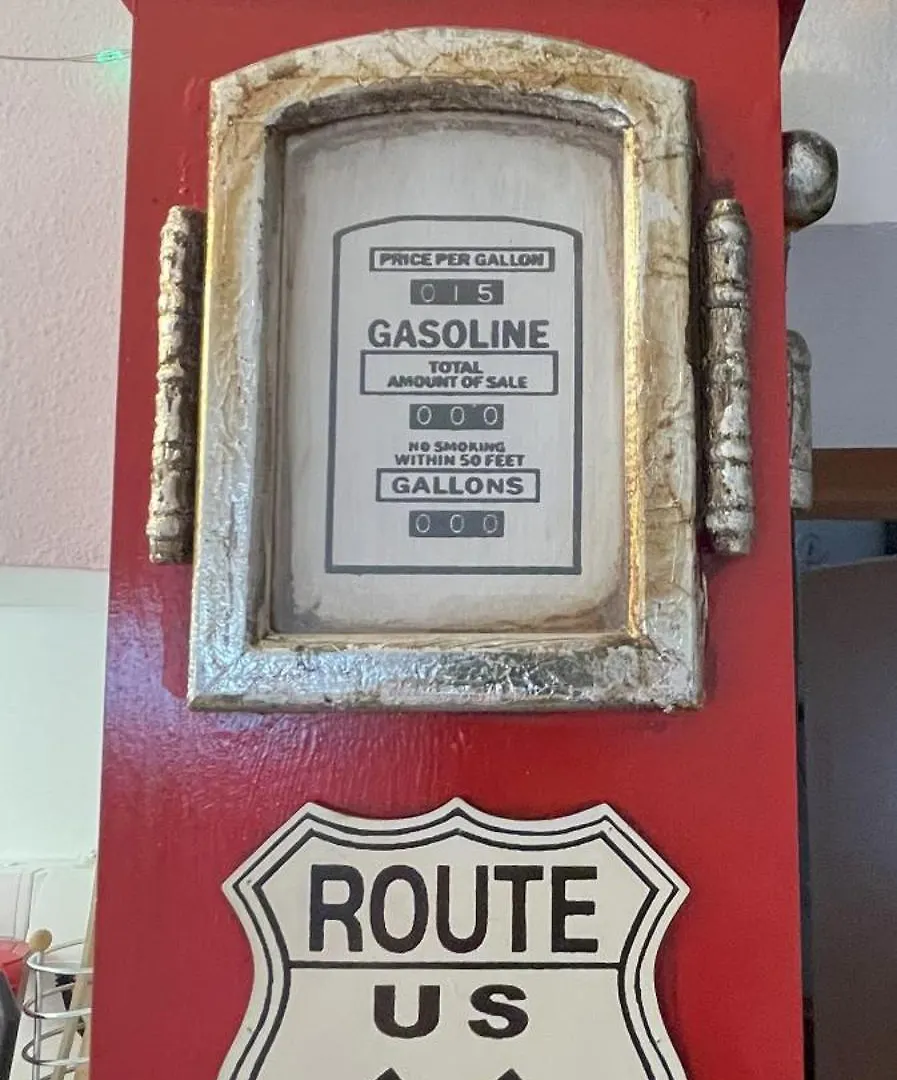 PRICE PER GALLON
0 1 5
GASOLINE
TOTAL
AMOUNT OF SALE
0 0 0
NO SMOKING
WITHIN 50 FEET
GALLONS
0 0 0
ROUTE
US